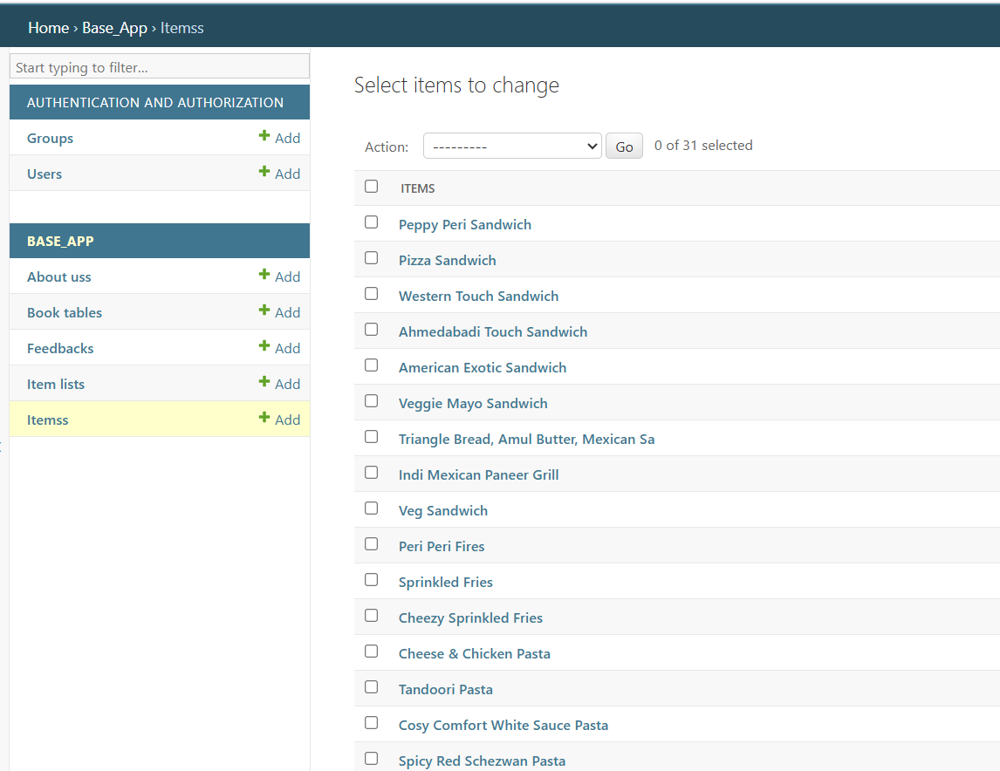 Home › Base_App › Itemss
Start typing to filter...
AUTHENTICATION AND AUTHORIZATION
Groups + Add
Users + Add
BASE_APP
About uss + Add
Book tables + Add
Feedbacks + Add
Item lists + Add
Itemss + Add
Select items to change
Action: --------- Go 0 of 31 selected
ITEMS
Peppy Peri Sandwich
Pizza Sandwich
Western Touch Sandwich
Ahmedabadi Touch Sandwich
American Exotic Sandwich
Veggie Mayo Sandwich
Triangle Bread, Amul Butter, Mexican Sa
Indi Mexican Paneer Grill
Veg Sandwich
Peri Peri Fires
Sprinkled Fries
Cheezy Sprinkled Fries
Cheese & Chicken Pasta
Tandoori Pasta
Cosy Comfort White Sauce Pasta
Spicy Red Schezwan Pasta